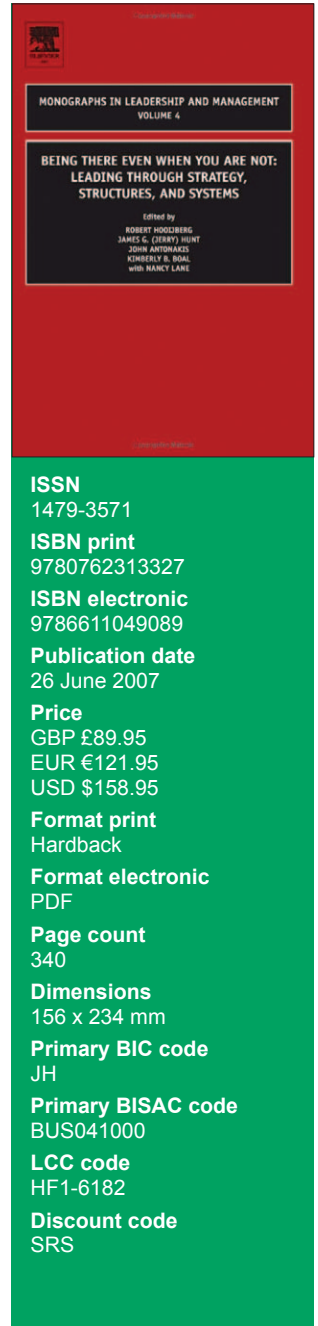 ELSEVIER
MONOGRAPHS IN LEADERSHIP AND MANAGEMENT
VOLUME 4
BEING THERE EVEN WHEN YOU ARE NOT:
LEADING THROUGH STRATEGY,
STRUCTURES, AND SYSTEMS
Edited by
ROBERT HOOIJBERG
JAMES G. (JERRY) HUNT
JOHN ANTONAKIS
KIMBERLY B. BOAL
with NANCY LANE
ISSN
1479-3571
ISBN print
9780762313327
ISBN electronic
9786611049089
Publication date
26 June 2007
Price
GBP £89.95
EUR €121.95
USD $158.95
Format print
Hardback
Format electronic
PDF
Page count
340
Dimensions
156 x 234 mm
Primary BIC code
JH
Primary BISAC code
BUS041000
LCC code
HF1-6182
Discount code
SRS